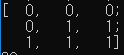 [  0,   0,   0;
   0,   1,   1;
   1,   1,   1]